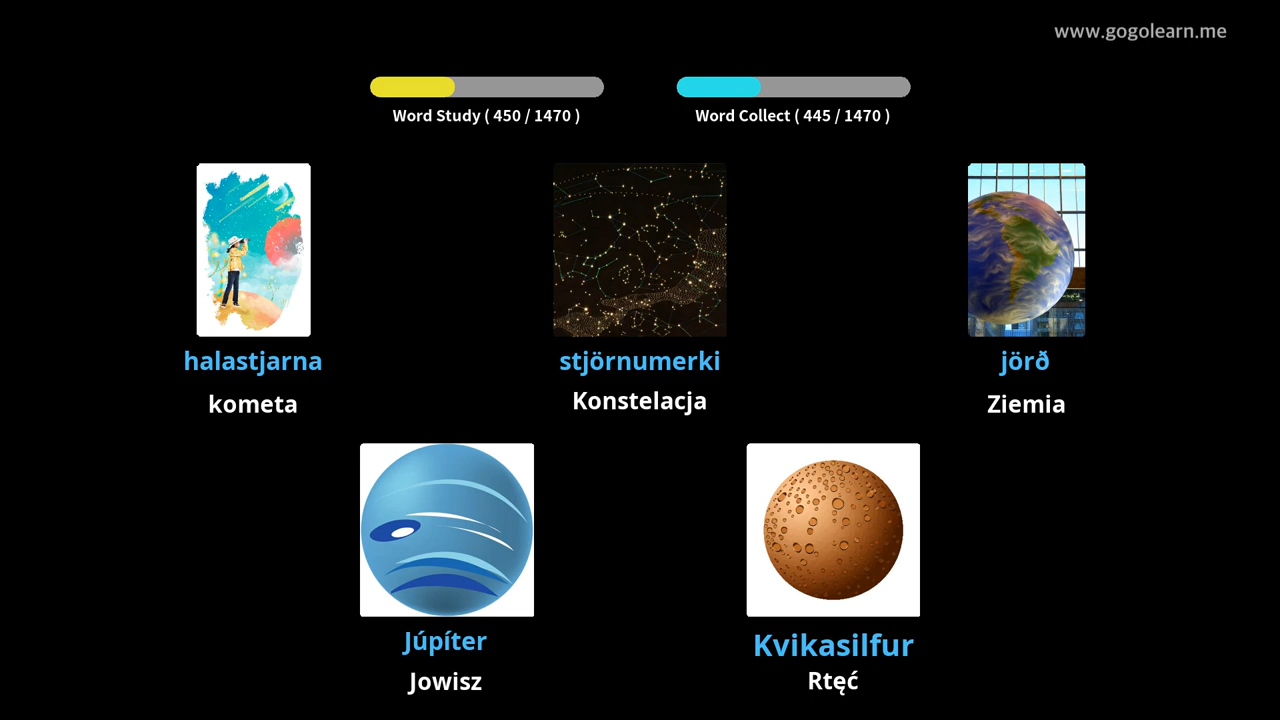 www.gogolearn.me
Word Study ( 450 / 1470 )
Word Collect ( 445 / 1470 )
halastjarna
kometa
stjörnumerki
Konstelacja
jörð
Ziemia
Júpíter
Jowisz
Kvikasilfur
Rtęć